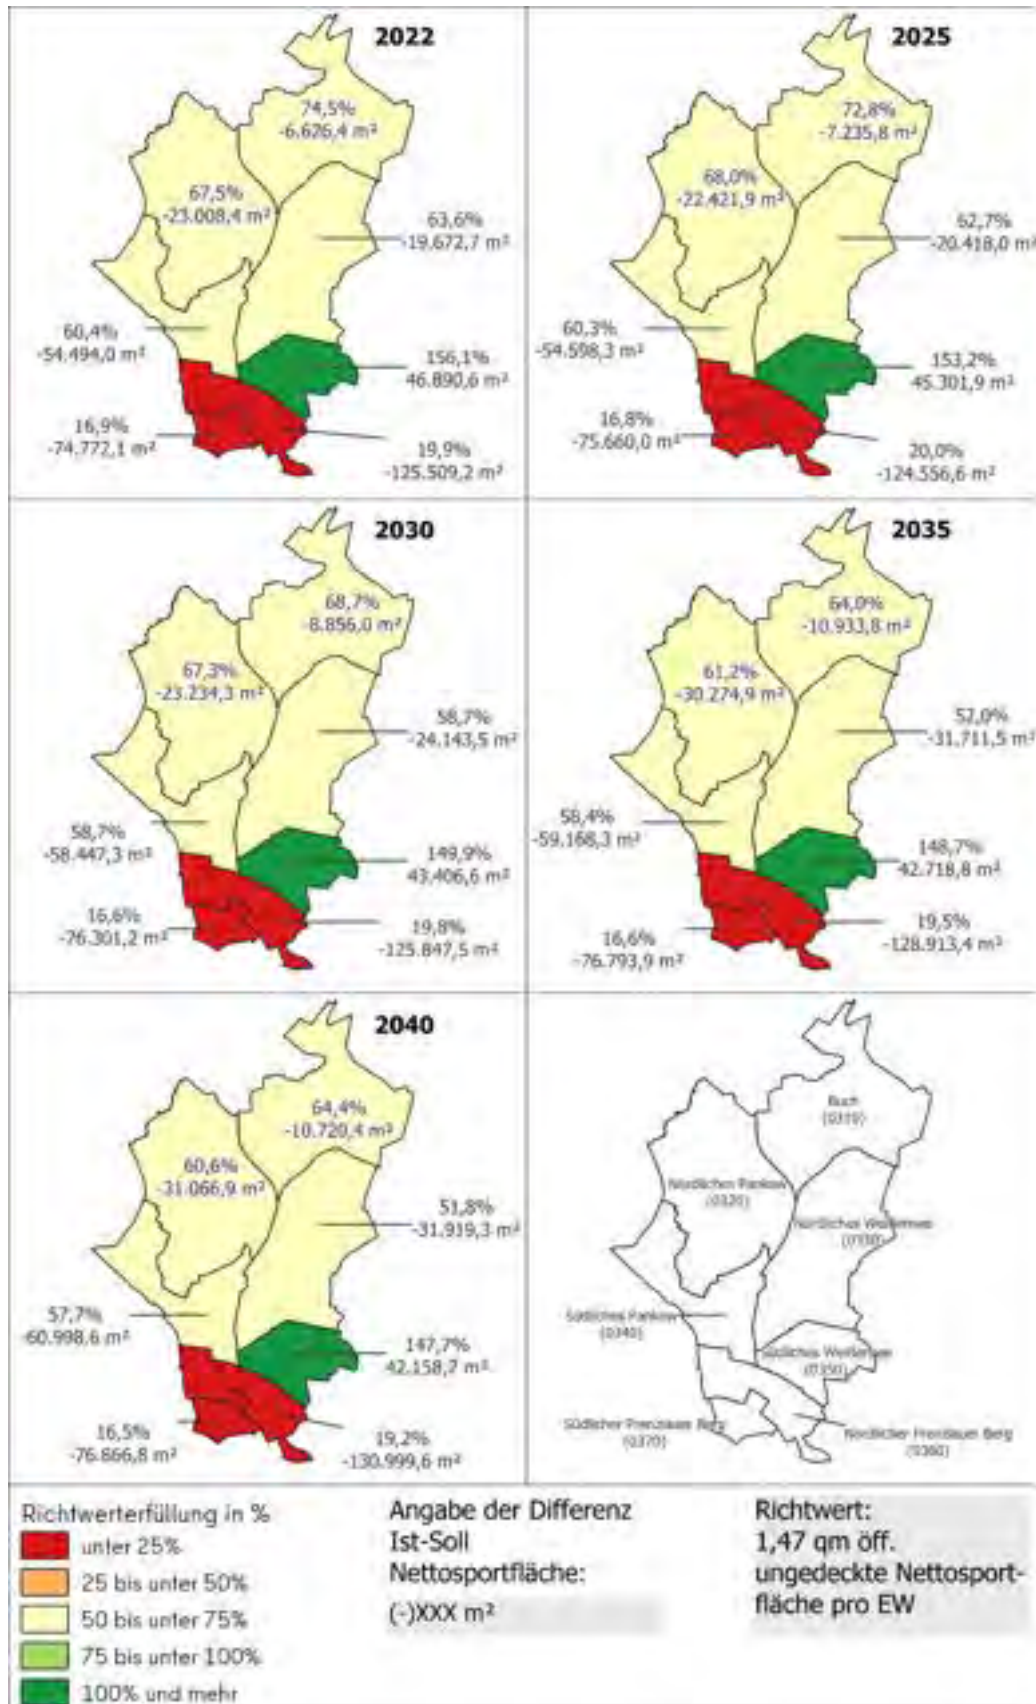 2022
74,5%
-6.626,4 m²
67,5%
-23.008,4 m²
63,6%
-19.672,7 m²
60,4%
-54.494,0 m²
156,1%
46.890,6 m²
16,9%
-74.772,1 m²
19,9%
-125.509,2 m²
2025
72,8%
-7.235,8 m²
68,0%
-22.421,9 m²
62,7%
-20.418,0 m²
60,3%
-54.598,3 m²
153,2%
45.301,9 m²
16,8%
-75.660,0 m²
20,0%
-124.556,6 m²
2030
68,7%
-8.856,0 m²
67,3%
-23.234,3 m²
58,7%
-24.143,5 m²
58,7%
-58.447,3 m²
149,9%
43.406,6 m²
16,6%
-76.301,2 m²
19,8%
-125.847,5 m²
2035
64,0%
-10.933,8 m²
61,2%
-30.274,9 m²
52,0%
-31.711,5 m²
58,4%
-59.168,3 m²
148,7%
42.718,8 m²
16,6%
-76.793,9 m²
19,5%
-128.913,4 m²
2040
64,4%
-10.720,4 m²
60,6%
-31.066,9 m²
51,8%
-31.919,3 m²
57,7%
60.998,6 m²
147,7%
42.158,7 m²
16,5%
-76.866,8 m²
19,2%
-130.999,6 m²
Buch
(0310)
Nördliches Pankow
(0320)
Nördliches Weißensee
(0330)
Südliches Pankow
(0340)
Südliches Weißensee
(0350)
Südlicher Prenzlauer Berg
(0370)
Nördlicher Prenzlauer Berg
(0360)
Richtwerterfüllung in %
unter 25%
25 bis unter 50%
50 bis unter 75%
75 bis unter 100%
100% und mehr
Angabe der Differenz
Ist-Soll
Nettosportfläche:
(-)XXX m²
Richtwert:
1,47 qm öff.
ungedeckte Nettosport-
fläche pro EW